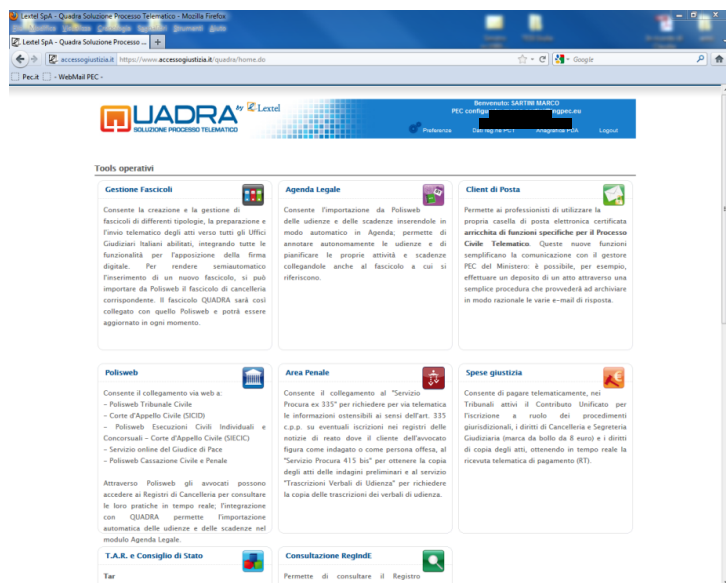 Lextel SpA - Quadra Soluzione Processo Telematico - Mozilla Firefox
Lextel SpA - Quadra Soluzione Processo ...
accessogiustizia.it https://www.accessogiustizia.it/quadra/home.do
Google
Pec.it - WebMail PEC -
QUADRA by Lextel
SOLUZIONE PROCESSO TELEMATICO
Benvenuto: SARTINI MARCO
PEC config ngpec.eu
Preferenze Logout
Tools operativi
Gestione Fascicoli
Consente la creazione e la gestione di
fascicoli di differenti tipologie, la preparazione e
l'invio telematico degli atti verso tutti gli Uffici
Giudiziari Italiani abilitati, integrando tutte le
funzionalità per l'apposizione della firma
digitale. Per rendere semiautomatico
l'inserimento di un nuovo fascicolo, si può
importare da Polisweb il fascicolo di cancelleria
corrispondente. Il fascicolo QUADRA sarà così
collegato con quello Polisweb e potrà essere
aggiornato in ogni momento.
Agenda Legale
Consente l'importazione da Polisweb
delle udienze e delle scadenze inserendole in
modo automatico in Agenda; permette di
annotare autonomamente le udienze e di
pianificare le proprie attività e scadenze
collegandole anche al fascicolo a cui si
riferiscono.
Client di Posta
Permette ai professionisti di utilizzare la
propria casella di posta elettronica certificata
arricchita di funzioni specifiche per il Processo
Civile Telematico. Queste nuove funzioni
semplificano la comunicazione con il gestore
PEC del Ministero: è possibile, per esempio,
effettuare un deposito di un atto attraverso una
semplice procedura che provvederà ad archiviare
in modo razionale le varie e-mail di risposta.
Polisweb
Consente il collegamento via web a:
- Polisweb Tribunale Civile
- Corte d'Appello Civile (SICID)
- Polisweb Esecuzioni Civili Individuali e
Concorsuali - Corte d'Appello Civile (SIECIC)
- Servizio online del Giudice di Pace
- Polisweb Cassazione Civile e Penale
Attraverso Polisweb gli avvocati possono
accedere ai Registri di Cancelleria per consultare
le loro pratiche in tempo reale; l'integrazione
con QUADRA permette l'importazione
automatica delle udienze e delle scadenze nel
modulo Agenda Legale.
Area Penale
Consente il collegamento al "Servizio
Procura ex 335" per richiedere per via telematica
le informazioni ostensibili ai sensi dell'art. 335
c.p.p. su eventuali iscrizioni nei registri delle
notizie di reato dove il cliente dell'avvocato
figura come indagato o come persona offesa, al
"Servizio Procura 415 bis" per ottenere la copia
degli atti delle indagini preliminari e al servizio
"Trascrizioni Verbali di Udienza" per richiedere
la copia delle trascrizioni dei verbali di udienza.
Spese giustizia
Consente di pagare telematicamente, nei
Tribunali attivi il Contributo Unificato per
l'iscrizione a ruolo dei procedimenti
giurisdizionali, i diritti di Cancelleria e Segreteria
Giudiziaria (marca da bollo da 8 euro) e i diritti
di copia degli atti, ottenendo in tempo reale la
ricevuta telematica di pagamento (RT).
T.A.R. e Consiglio di Stato
Tar
Consultazione RegIndE
Permette di consultare il Registro